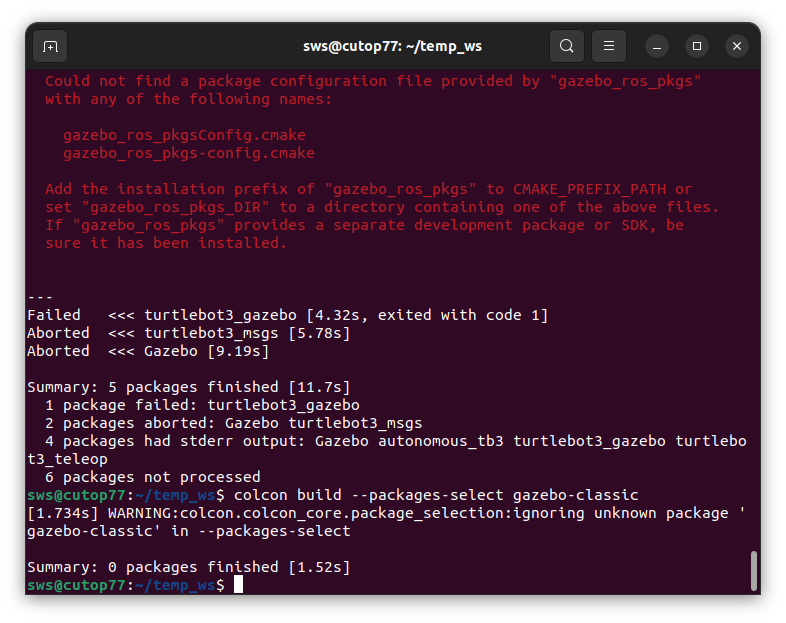 sws@cutop77: ~/temp_ws
Could not find a package configuration file provided by "gazebo_ros_pkgs"
with any of the following names:
gazebo_ros_pkgsConfig.cmake
gazebo_ros_pkgs-config.cmake
Add the installation prefix of "gazebo_ros_pkgs" to CMAKE_PREFIX_PATH or
set "gazebo_ros_pkgs_DIR" to a directory containing one of the above files.
If "gazebo_ros_pkgs" provides a separate development package or SDK, be
sure it has been installed.
---
Failed   <<< turtlebot3_gazebo [4.32s, exited with code 1]
Aborted  <<< turtlebot3_msgs [5.78s]
Aborted  <<< Gazebo [9.19s]
Summary: 5 packages finished [11.7s]
1 package failed: turtlebot3_gazebo
2 packages aborted: Gazebo turtlebot3_msgs
4 packages had stderr output: Gazebo autonomous_tb3 turtlebot3_gazebo turtlebo
t3_teleop
6 packages not processed
sws@cutop77:~/temp_ws$ colcon build --packages-select gazebo-classic
[1.734s] WARNING:colcon.colcon_core.package_selection:ignoring unknown package '
gazebo-classic' in --packages-select
Summary: 0 packages finished [1.52s]
sws@cutop77:~/temp_ws$